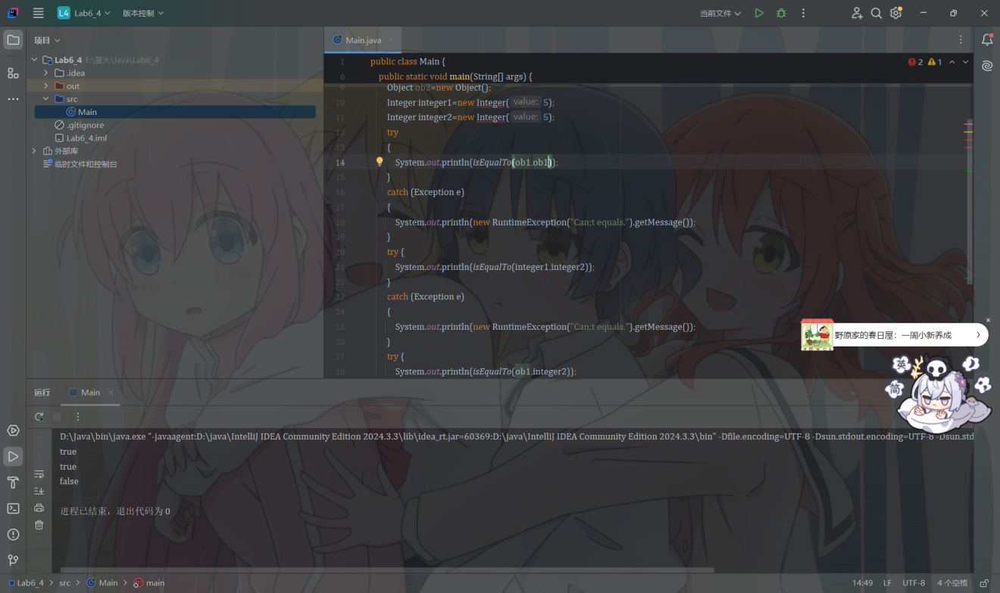 L4 Lab6_4 版本控制 当前文件
项目
Main.java
Lab6_4 E:\厦大\Java\Lab6_4
.idea
out
src
Main
.gitignore
Lab6_4.iml
外部库
临时文件和控制台
1 public class Main {
2 1
6 public static void main(String[] args) {
9 Object ob2=new Object();
10 Integer integer1=new Integer( value: 5);
11 Integer integer2=new Integer( value: 5);
12 try
13 {
14 System.out.println(isEqualTo(ob1,ob1));
15 }
16 catch (Exception e)
17 {
18 System.out.println(new RuntimeException("Can;t equals.").getMessage());
19 }
20 try {
21 System.out.println(isEqualTo(integer1,integer2));
22 }
23 catch (Exception e)
24 {
25 System.out.println(new RuntimeException("Can;t equals.").getMessage());
26 }
27 try {
28 System.out.println(isEqualTo(ob1,integer2));
野原家的春日屋：一周小新养成
英
简
运行 Main
D:\Java\bin\java.exe "-javaagent:D:\java\IntelliJ IDEA Community Edition 2024.3.3\lib\idea_rt.jar=60369:D:\java\IntelliJ IDEA Community Edition 2024.3.3\bin" -Dfile.encoding=UTF-8 -Dsun.stdout.encoding=UTF-8 -Dsun.std
true
true
false
进程已结束，退出代码为 0
Lab6_4 > src > Main > main 14:49 LF UTF-8 4 个空格